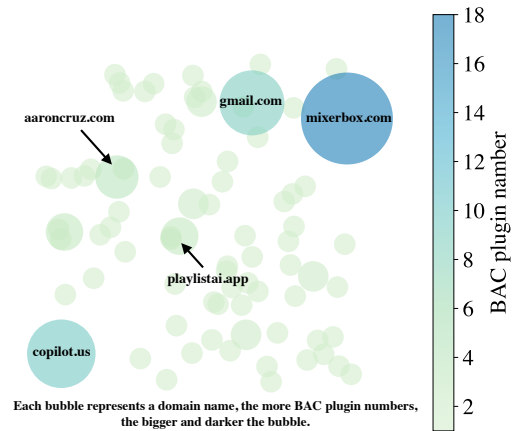 18
16
14
12
10
8
6
4
2
BAC plugin number
gmail.com
mixerbox.com
aaroncruz.com
playlistai.app
copilot.us
Each bubble represents a domain name, the more BAC plugin numbers,
the bigger and darker the bubble.